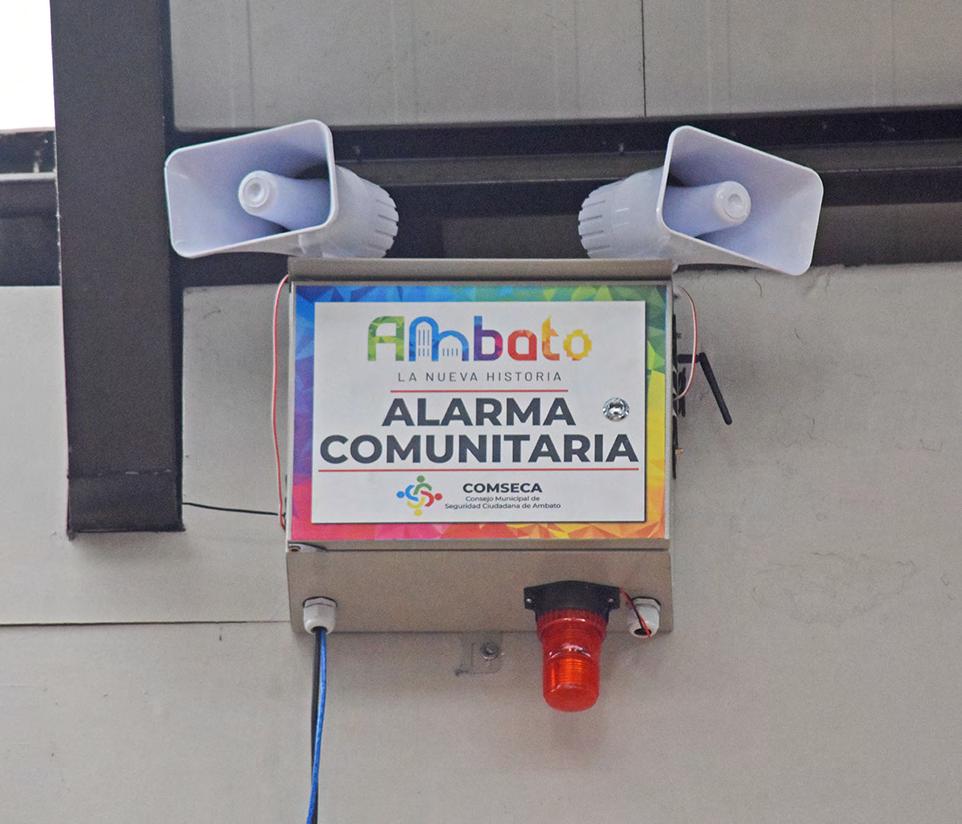 Ambato
LA NUEVA HISTORIA
ALARMA
COMUNITARIA
COMSECA
Consejo Municipal de
Seguridad Ciudadana de Ambato